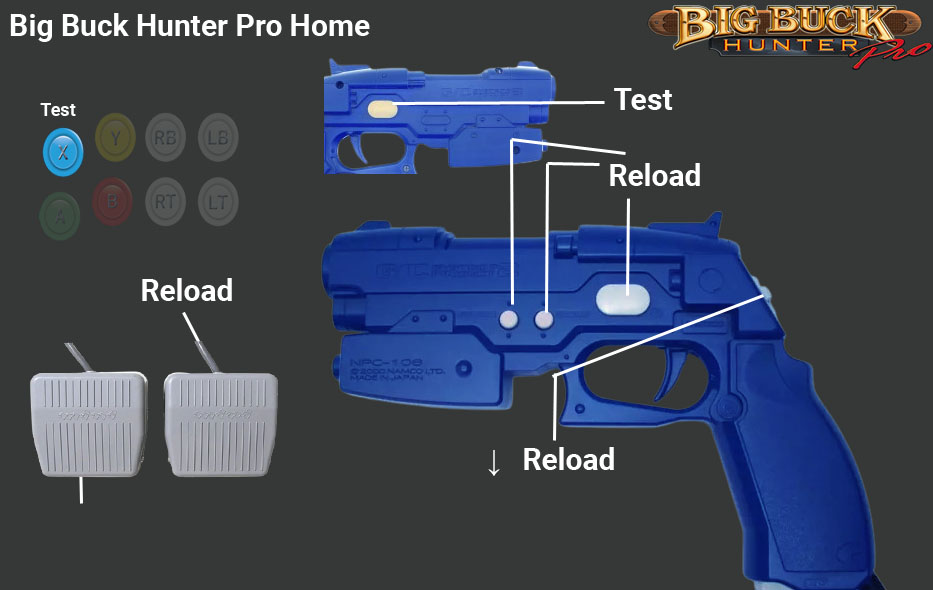 Big Buck Hunter Pro Home
BIG BUCK
HUNTER Pro
Test
Test
X
Y
RB
LB
Reload
A
B
RT
LT
Reload
NPC-106
© 2000 NAMCO LTD.
MADE IN JAPAN
↓ Reload